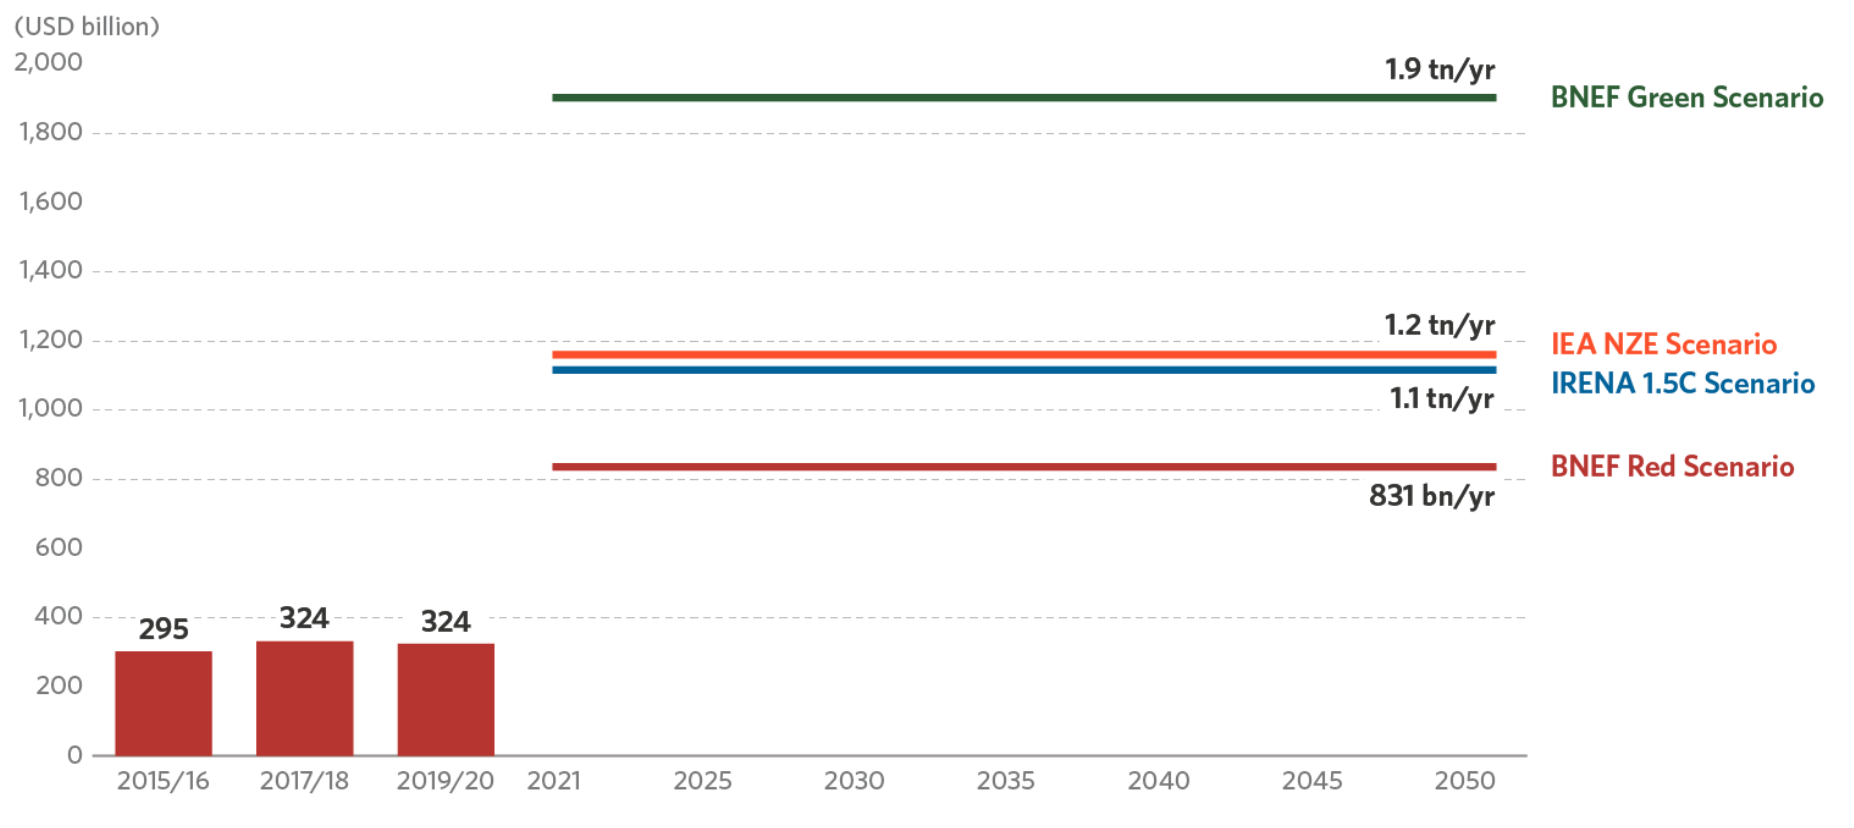 (USD billion)
2,000
1.9 tn/yr
BNEF Green Scenario
1,800
1,600
1,400
1.2 tn/yr
1,200
IEA NZE Scenario
IRENA 1.5C Scenario
1.1 tn/yr
1,000
BNEF Red Scenario
800
831 bn/yr
600
400
295 324 324
200
0
2015/16 2017/18 2019/20 2021 2025 2030 2035 2040 2045 2050